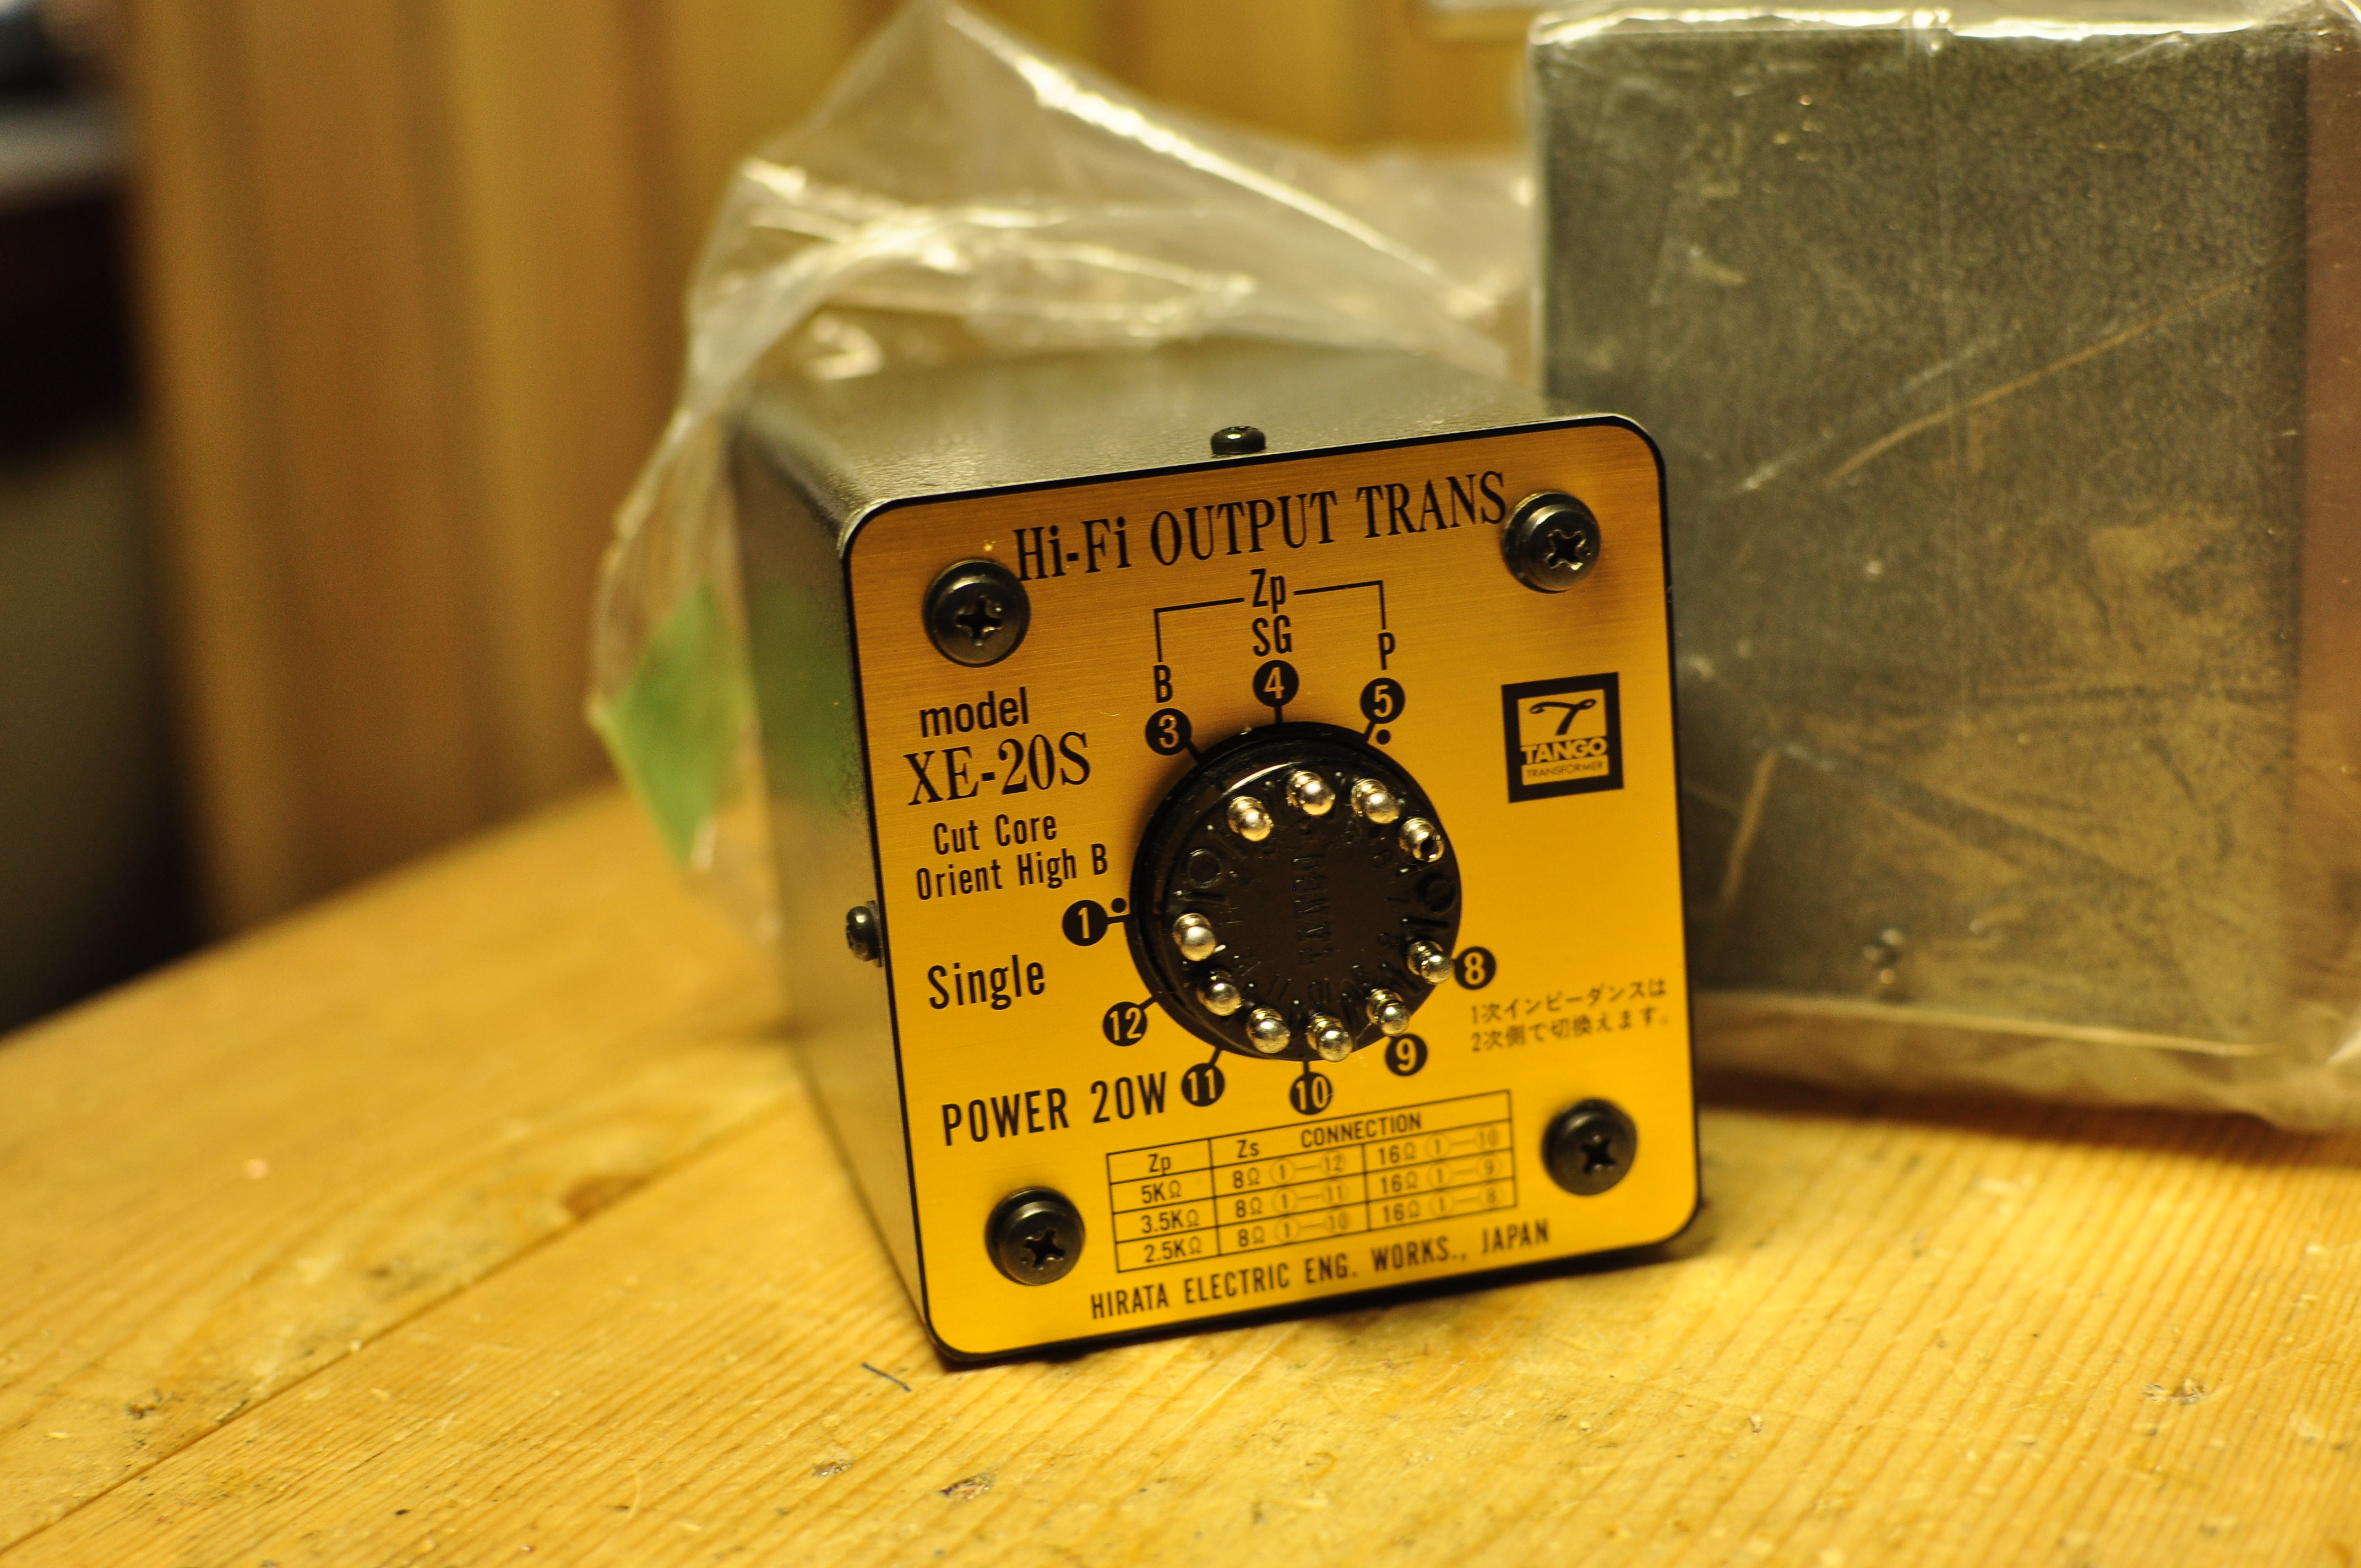 Hi-Fi OUTPUT TRANS
Zp
SG
B
P
3
4
5
model
XE-20S
TANGO
TRANSFORMER
Cut Core
Orient High B
1
TANGO
Single
8
12
1次インピーダンスは
2次側で切換えます。
9
POWER 20W
11
10
Zp Zs CONNECTION
5KΩ 8Ω ①—⑫ 16Ω ①—⑩
3.5KΩ 8Ω ①—⑪ 16Ω ①—⑨
2.5KΩ 8Ω ①—⑩ 16Ω ①—⑧
HIRATA ELECTRIC ENG. WORKS., JAPAN